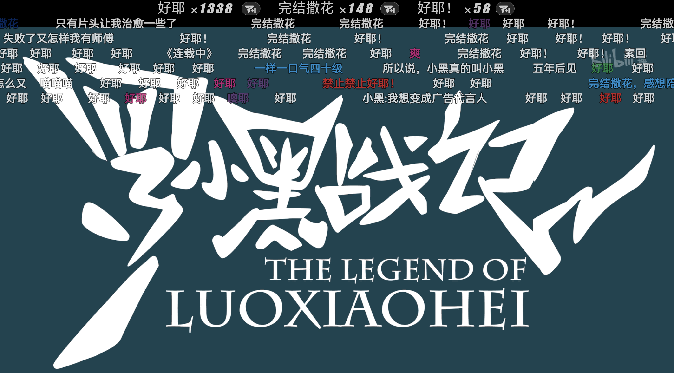 好耶 ×1338 完结撒花 ×148 好耶！ ×58
撒花 只有片头让我治愈一些了 完结撒花 完结撒花 好耶！ 好耶 好耶！ 完结撒花
失败了又怎样我有师傅 好耶！ 完结撒花 好耶！ 完结撒花 好耶！ 好耶！ 好耶！
好耶 好耶 好耶 好耶 《连载中》 完结撒花 完结撒花 好耶 爽 好耶！ 好耶！ 素回
好耶 好耶 好耶 好耶 好耶 一样一口气四十级 所以说，小黑真的叫小黑 五年后见 好耶 好耶
怎么又 好耶 好耶 好耶 好耶 禁止禁止好耶！ 好耶 好耶 完结撒花，感想
好耶 好耶 好耶 好耶 好耶 好耶 好耶 小黑:我想变成广告代言人 好耶 好耶 好耶 好耶
罗小黑战记
THE LEGEND OF
LUOXIAOHEI